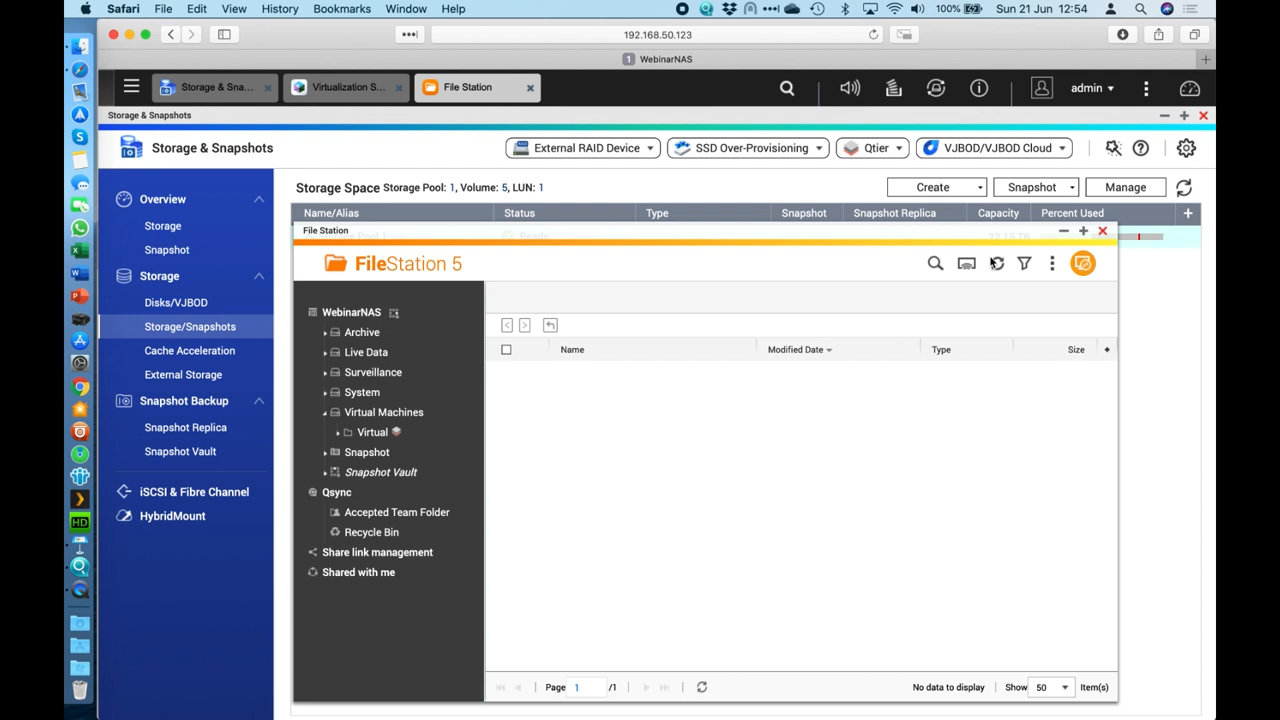 Safari File Edit View History Bookmarks Window Help 100% Sun 21 Jun 12:54
192.168.50.123
1 WebinarNAS
Storage & Sna... Virtualization S... File Station admin
Storage & Snapshots
Storage & Snapshots External RAID Device SSD Over-Provisioning Qtier VJBOD/VJBOD Cloud
Storage Space Storage Pool: 1, Volume: 5, LUN: 1 Create Snapshot Manage
Name/Alias Status Type Snapshot Snapshot Replica Capacity Percent Used
Ready
File Station
FileStation 5
Overview
Storage
Snapshot
Storage
Disks/VJBOD
Storage/Snapshots
Cache Acceleration
External Storage
Snapshot Backup
Snapshot Replica
Snapshot Vault
iSCSI & Fibre Channel
HybridMount
WebinarNAS
Archive
Live Data
Surveillance
System
Virtual Machines
Virtual
Snapshot
Snapshot Vault
Qsync
Accepted Team Folder
Recycle Bin
Share link management
Shared with me
Name Modified Date Type Size
Page 1 /1 No data to display Show 50 Item(s)
HD